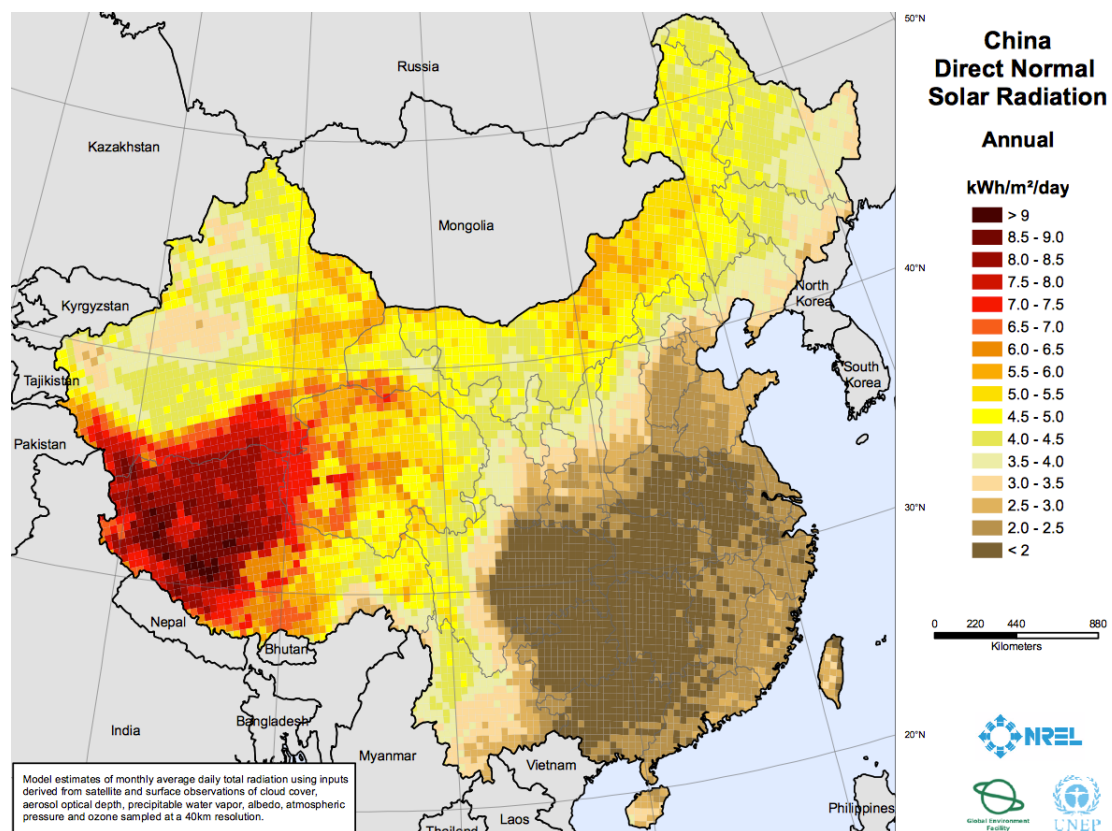 China
Direct Normal
Solar Radiation
Annual
kWh/m²/day
> 9
8.5 - 9.0
8.0 - 8.5
7.5 - 8.0
7.0 - 7.5
6.5 - 7.0
6.0 - 6.5
5.5 - 6.0
5.0 - 5.5
4.5 - 5.0
4.0 - 4.5
3.5 - 4.0
3.0 - 3.5
2.5 - 3.0
2.0 - 2.5
< 2
0 220 440 880
Kilometers
NREL
Global Environment
Facility
UNEP
50°N
40°N
30°N
20°N
Russia
Kazakhstan
Mongolia
Kyrgyzstan
North
Korea
South
Korea
Tajikistan
Pakistan
Nepal
Bhutan
India
Bangladesh
Myanmar
Vietnam
Laos
Thailand
Philippines
Model estimates of monthly average daily total radiation using inputs
derived from satellite and surface observations of cloud cover,
aerosol optical depth, precipitable water vapor, albedo, atmospheric
pressure and ozone sampled at a 40km resolution.